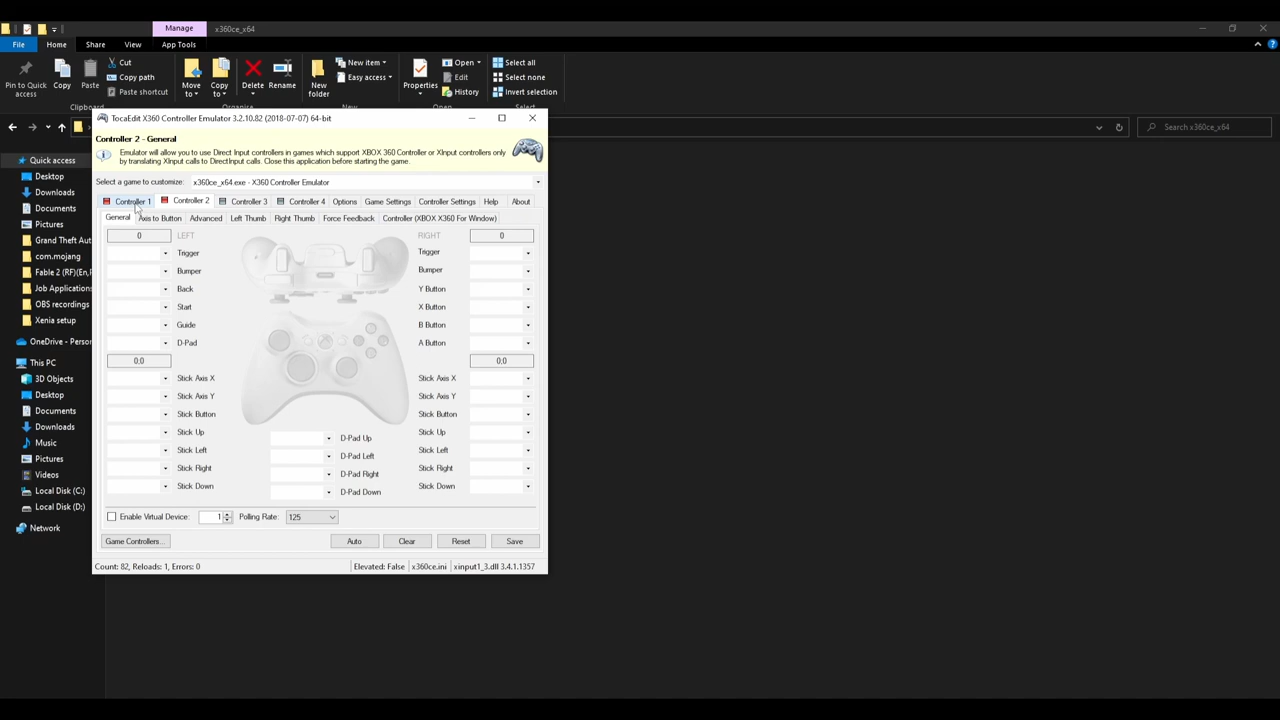 Manage
x360ce_x64
File
Home
Share
View
App Tools
Pin to Quick access
Copy
Paste
Cut
Copy path
Paste shortcut
Move to
Copy to
Delete
Rename
New folder
New item
Easy access
Properties
Open
Edit
History
Select all
Select none
Invert selection
Clipboard
Organise
New
Open
Select
Search x360ce_x64
Quick access
Desktop
Downloads
Documents
Pictures
Grand Theft Aut
com.mojang
Fable 2 (RF)(En,F
Job Applications
OBS recordings
Xenia setup
OneDrive - Person
This PC
3D Objects
Desktop
Documents
Downloads
Music
Pictures
Videos
Local Disk (C:)
Local Disk (D:)
Network
TocaEdit X360 Controller Emulator 3.2.10.82 (2018-07-07) 64-bit
Controller 2 - General
Emulator will allow you to use Direct Input controllers in games which support XBOX 360 Controller or XInput controllers only
by translating XInput calls to DirectInput calls. Close this application before starting the game.
Select a game to customize:
x360ce_x64.exe - X360 Controller Emulator
Controller 1
Controller 2
Controller 3
Controller 4
Options
Game Settings
Controller Settings
Help
About
General
Axis to Button
Advanced
Left Thumb
Right Thumb
Force Feedback
Controller (XBOX X360 For Window)
0
LEFT
Trigger
Bumper
Back
Start
Guide
D-Pad
0:0
Stick Axis X
Stick Axis Y
Stick Button
Stick Up
Stick Left
Stick Right
Stick Down
D-Pad Up
D-Pad Left
D-Pad Right
D-Pad Down
RIGHT
0
Trigger
Bumper
Y Button
X Button
B Button
A Button
0:0
Stick Axis X
Stick Axis Y
Stick Button
Stick Up
Stick Left
Stick Right
Stick Down
Enable Virtual Device:
1
Polling Rate:
125
Game Controllers...
Auto
Clear
Reset
Save
Count: 82, Reloads: 1, Errors: 0
Elevated: False
x360ce.ini
xinput1_3.dll 3.4.1.1357